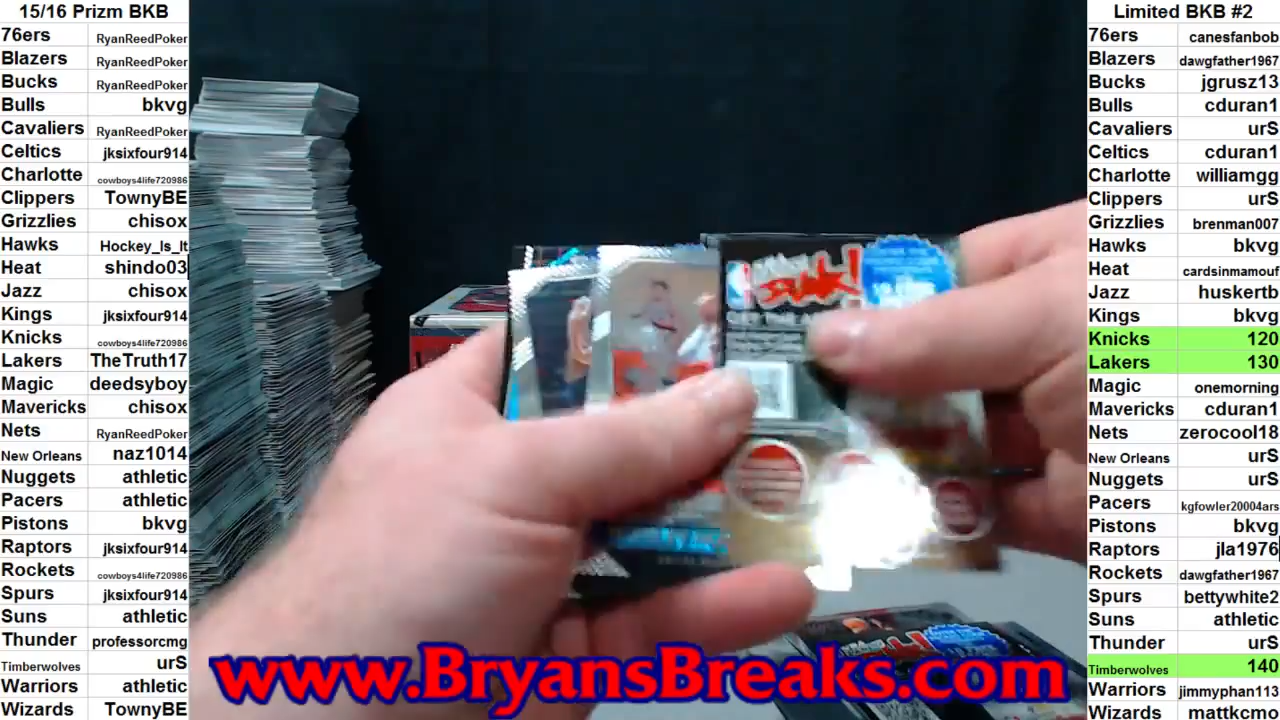 15/16 Prizm BKB
76ers RyanReedPoker
Blazers RyanReedPoker
Bucks RyanReedPoker
Bulls bkvg
Cavaliers RyanReedPoker
Celtics jksixfour914
Charlotte cowboys4life720986
Clippers TownyBE
Grizzlies chisox
Hawks Hockey_Is_It
Heat shindo03
Jazz chisox
Kings jksixfour914
Knicks cowboys4life720986
Lakers TheTruth17
Magic deedsyboy
Mavericks chisox
Nets RyanReedPoker
New Orleans naz1014
Nuggets athletic
Pacers athletic
Pistons bkvg
Raptors jksixfour914
Rockets cowboys4life720986
Spurs jksixfour914
Suns athletic
Thunder professorcmg
Timberwolves urS
Warriors athletic
Wizards TownyBE
www.BryansBreaks.com
Limited BKB #2
76ers canesfanbob
Blazers dawgfather1967
Bucks jgrusz13
Bulls cduran1
Cavaliers urS
Celtics cduran1
Charlotte williamgg
Clippers urS
Grizzlies brenman007
Hawks bkvg
Heat cardsinmamouf
Jazz huskertb
Kings bkvg
Knicks 120
Lakers 130
Magic onemorning
Mavericks cduran1
Nets zerocool18
New Orleans urS
Nuggets urS
Pacers kgfowler20004ars
Pistons bkvg
Raptors jla1976
Rockets dawgfather1967
Spurs bettywhite2
Suns athletic
Thunder urS
Timberwolves 140
Warriors jimmyphan113
Wizards mattkcmo